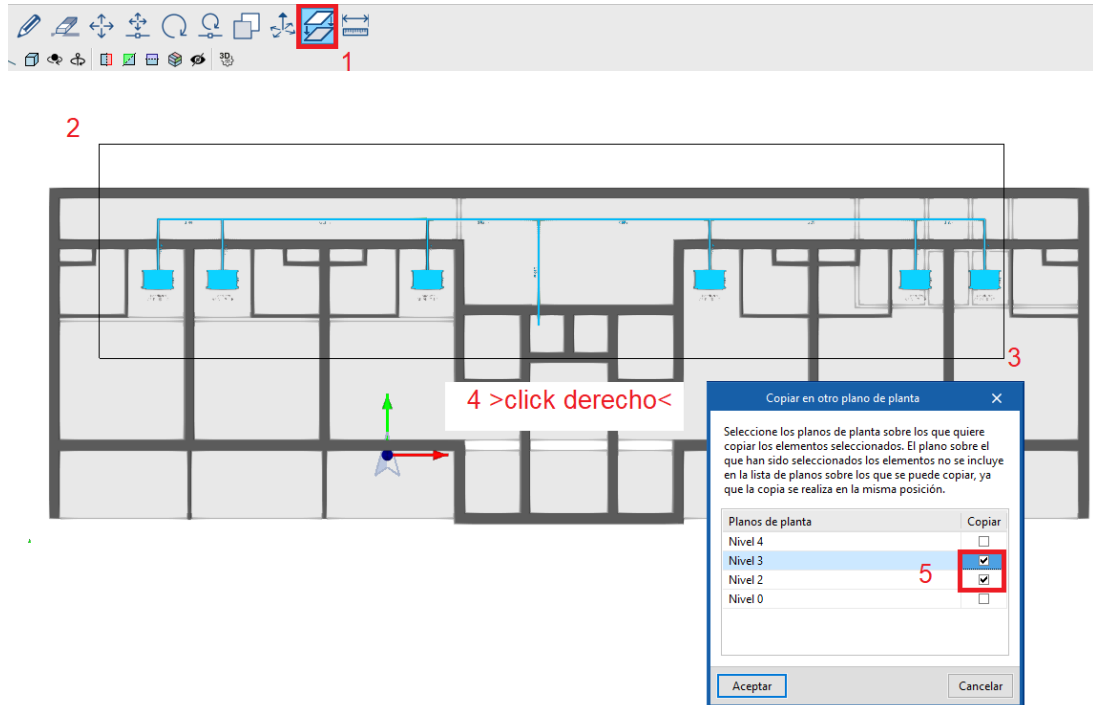 3D
1
2
3
4 >click derecho<
Copiar en otro plano de planta
Seleccione los planos de planta sobre los que quiere
copiar los elementos seleccionados. El plano sobre el
que han sido seleccionados los elementos no se incluye
en la lista de planos sobre los que se puede copiar, ya
que la copia se realiza en la misma posición.
Planos de planta Copiar
Nivel 4
Nivel 3
5
Nivel 2
Nivel 0
Aceptar Cancelar